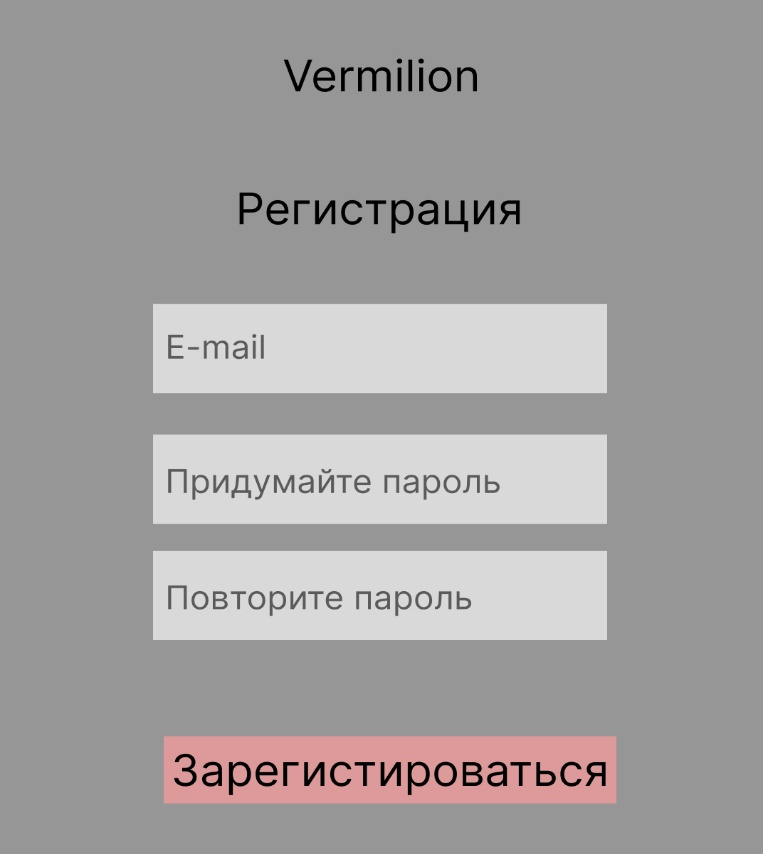 Vermilion
Регистрация
E-mail
Придумайте пароль
Повторите пароль
Зарегистироваться